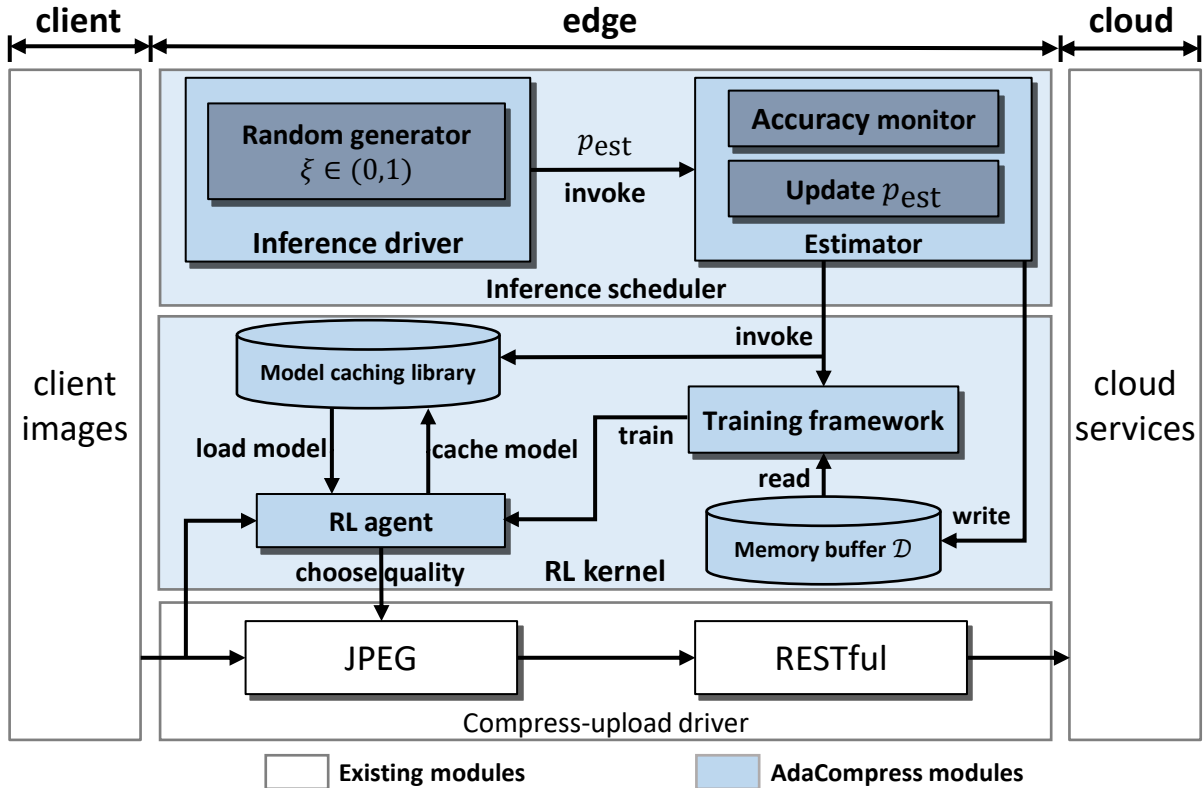 client
edge
cloud
client
images
Random generator
ξ ∈ (0,1)
Inference driver
p_est
invoke
Accuracy monitor
Update p_est
Estimator
Inference scheduler
invoke
Model caching library
load model
cache model
train
Training framework
read
RL agent
choose quality
Memory buffer 𝒟
write
RL kernel
JPEG
RESTful
Compress-upload driver
cloud
services
Existing modules
AdaCompress modules